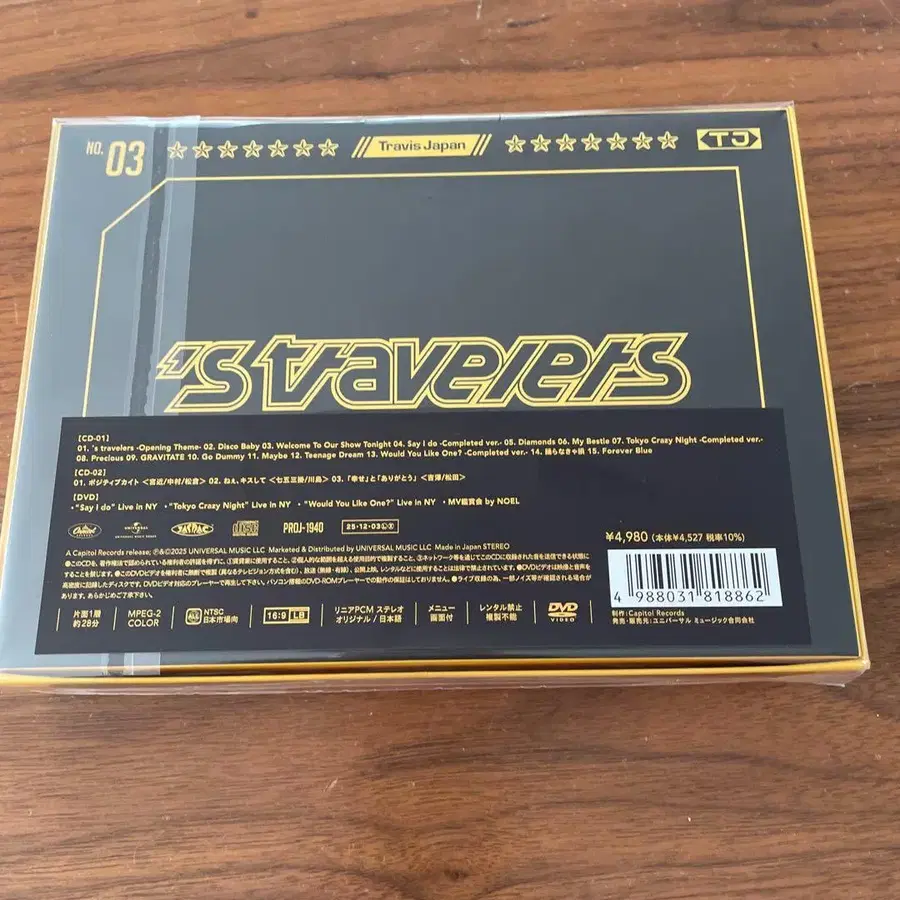 NO. 03
Travis Japan
TJ
's travelers
【CD-01】
01. 's travelers -Opening Theme- 02. Disco Baby 03. Welcome To Our Show Tonight 04. Say I do -Completed ver.- 05. Diamonds 06. My Bestie 07. Tokyo Crazy Night -Completed ver.-
08. Precious 09. GRAVITATE 10. Go Dummy 11. Maybe 12. Teenage Dream 13. Would You Like One? -Completed ver.- 14. 踊らなきゃ損 15. Forever Blue
【CD-02】
01. ポジティブカイト ＜宮近/中村/松倉＞ 02. ねぇ、キスして ＜七五三掛/川島＞ 03. 「幸せ」と「ありがとう」 ＜吉澤/松田＞
【DVD】
・"Say I do" Live in NY ・"Tokyo Crazy Night" Live in NY ・"Would You Like One?" Live in NY ・MV鑑賞会 by NOEL
Capitol UNIVERSAL PROJ-1940 25・12・03
￥4,980 (本体￥4,527 税率10%)
A Capitol Records release; ℗&©2025 UNIVERSAL MUSIC LLC Marketed & Distributed by UNIVERSAL MUSIC LLC Made in Japan STEREO
4 988031 818862
片面1層 約28分
MPEG-2 COLOR
NTSC 日本市場向
16:9 LB
リニアPCM ステレオ オリジナル / 日本語
メニュー 画面付
レンタル禁止 複製不能
DVD VIDEO
制作：Capitol Records
発売・販売元：ユニバーサル ミュージック合同会社